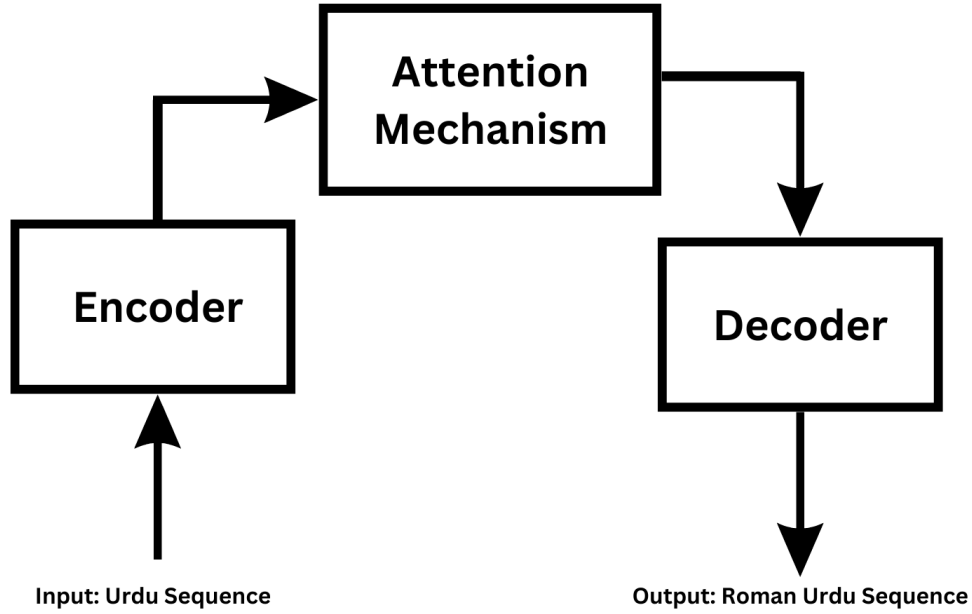 Attention
Mechanism
Encoder
Decoder
Input: Urdu Sequence
Output: Roman Urdu Sequence